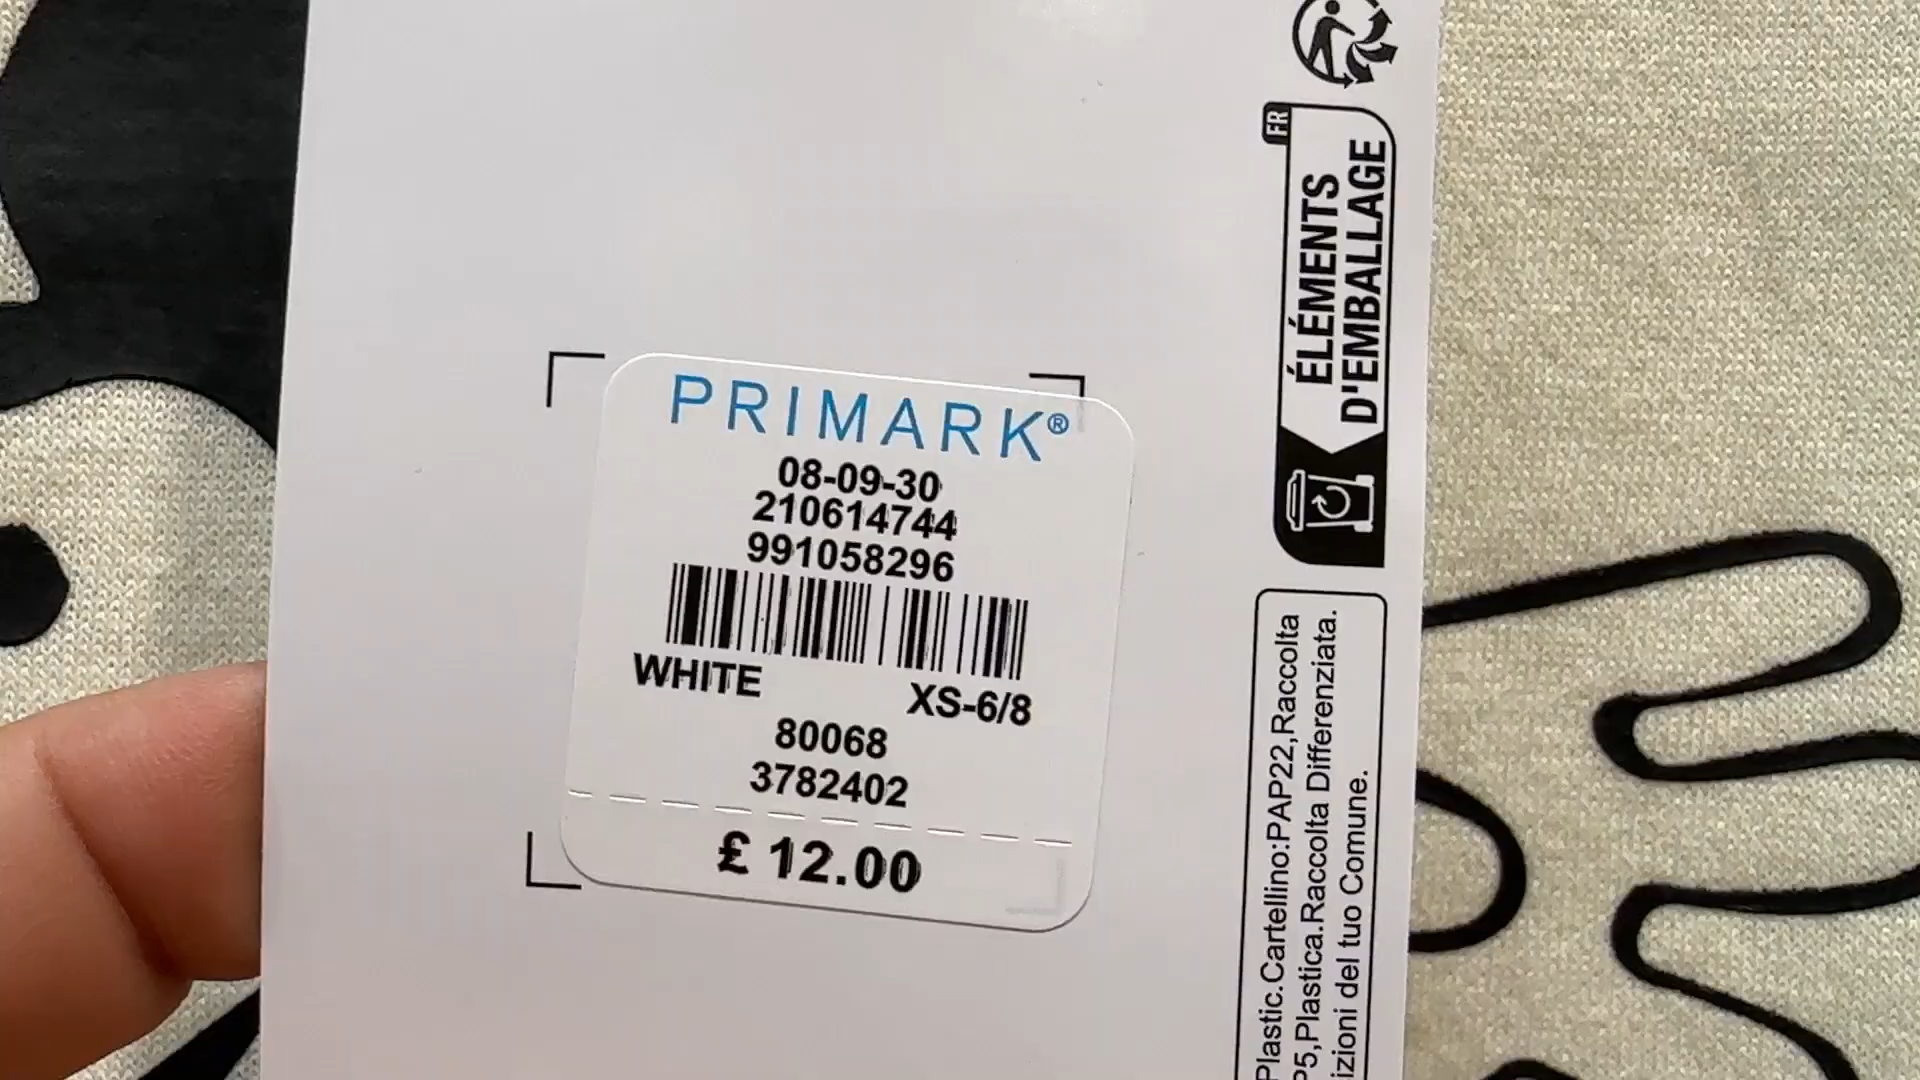 PRIMARK®
08-09-30
210614744
991058296
WHITE XS-6/8
80068
3782402
£ 12.00
FR
ÉLÉMENTS
D'EMBALLAGE
Plastic.Cartellino:PAP22,Raccolta
P5,Plastica.Raccolta Differenziata.
izioni del tuo Comune.